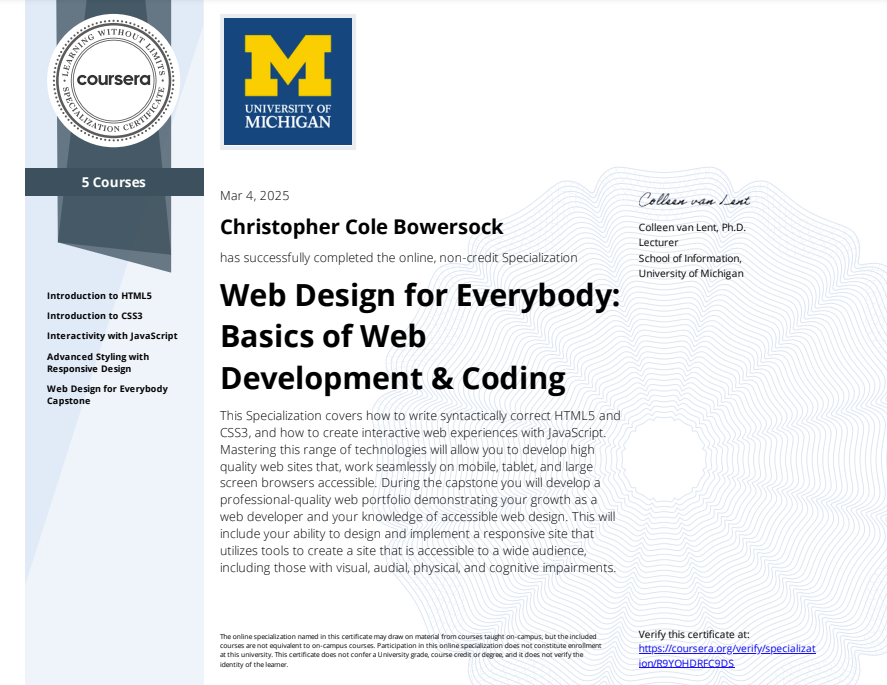 LEARNING WITHOUT LIMITS
coursera
SPECIALIZATION CERTIFICATE
5 Courses
Introduction to HTML5
Introduction to CSS3
Interactivity with JavaScript
Advanced Styling with
Responsive Design
Web Design for Everybody
Capstone
M
UNIVERSITY OF
MICHIGAN
Mar 4, 2025
Christopher Cole Bowersock
has successfully completed the online, non-credit Specialization
Web Design for Everybody:
Basics of Web
Development & Coding
This Specialization covers how to write syntactically correct HTML5 and
CSS3, and how to create interactive web experiences with JavaScript.
Mastering this range of technologies will allow you to develop high
quality web sites that, work seamlessly on mobile, tablet, and large
screen browsers accessible. During the capstone you will develop a
professional-quality web portfolio demonstrating your growth as a
web developer and your knowledge of accessible web design. This will
include your ability to design and implement a responsive site that
utilizes tools to create a site that is accessible to a wide audience,
including those with visual, audial, physical, and cognitive impairments.
Colleen van Lent
Colleen van Lent, Ph.D.
Lecturer
School of Information,
University of Michigan
The online specialization named in this certificate may draw on material from courses taught on-campus, but the included
courses are not equivalent to on-campus courses. Participation in this online specialization does not constitute enrollment
at this university. This certificate does not confer a University grade, course credit or degree, and it does not verify the
identity of the learner.
Verify this certificate at:
https://coursera.org/verify/specializat
ion/R9YOHDRFC9DS